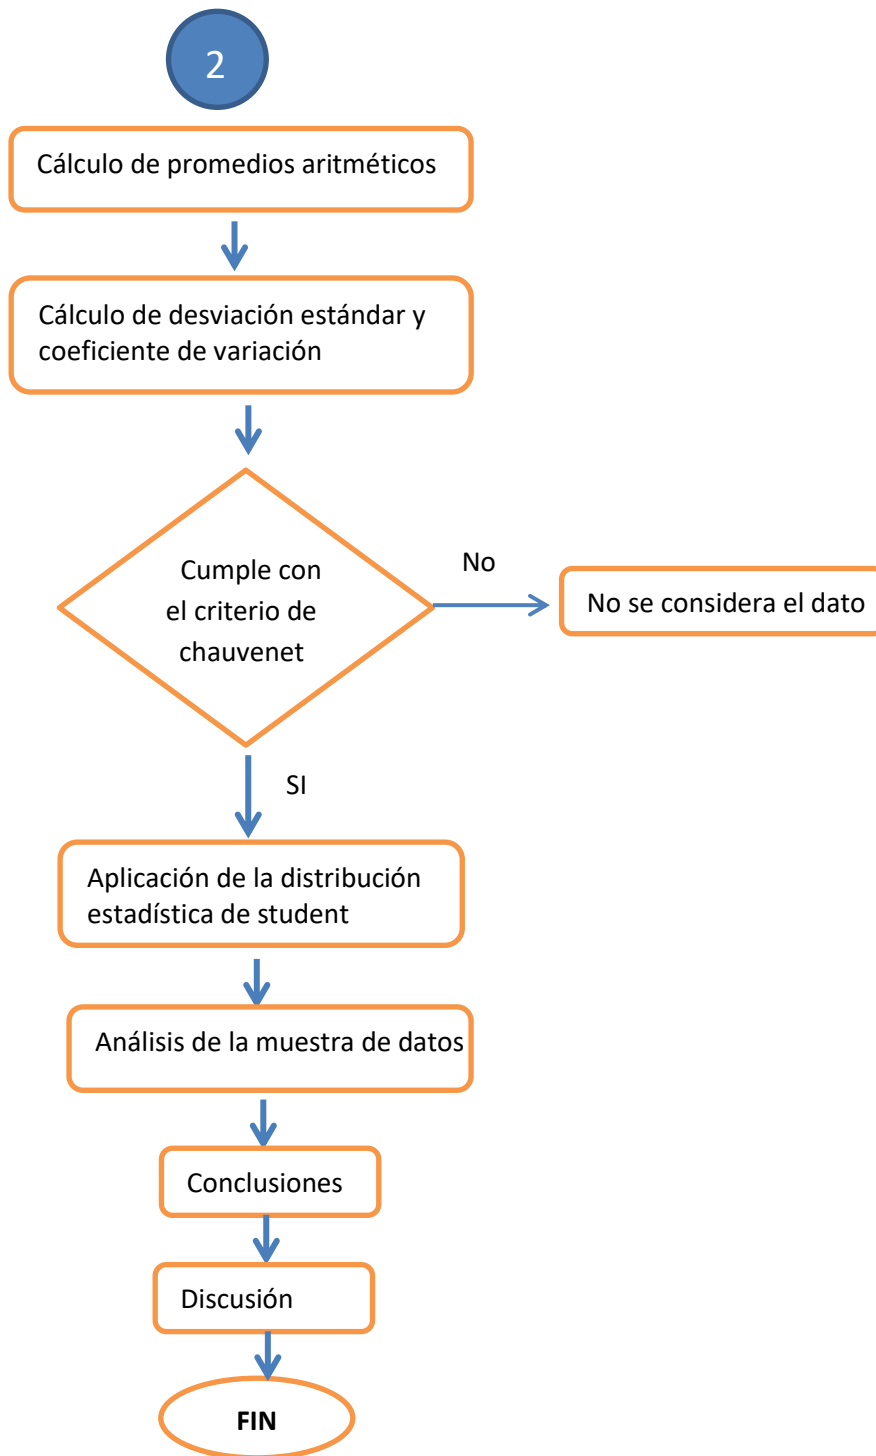 2
Cálculo de promedios aritméticos
Cálculo de desviación estándar y
coeficiente de variación
Cumple con
el criterio de
chauvenet
No
No se considera el dato
SI
Aplicación de la distribución
estadística de student
Análisis de la muestra de datos
Conclusiones
Discusión
FIN